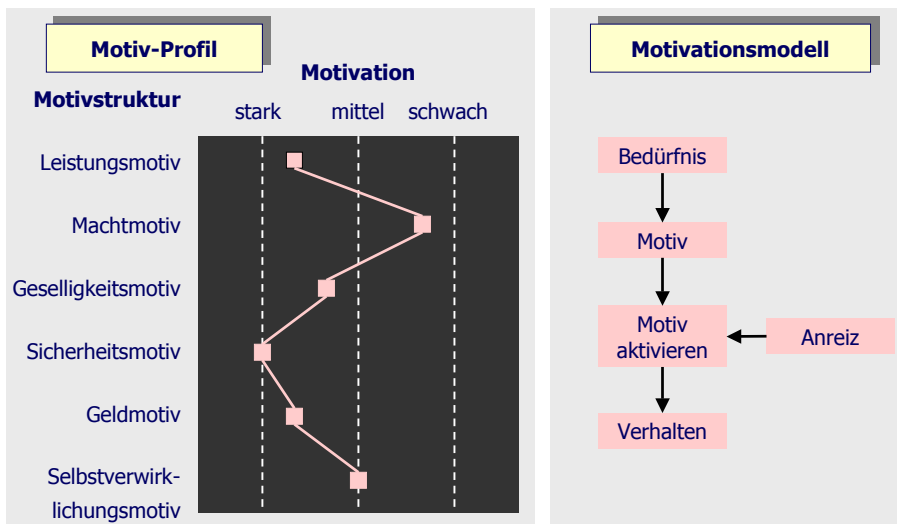 Motiv-Profil
Motivation
Motivstruktur
stark mittel schwach
Leistungsmotiv
Machtmotiv
Geselligkeitsmotiv
Sicherheitsmotiv
Geldmotiv
Selbstverwirk-
lichungsmotiv
Motivationsmodell
Bedürfnis
Motiv
Motiv
aktivieren
Anreiz
Verhalten